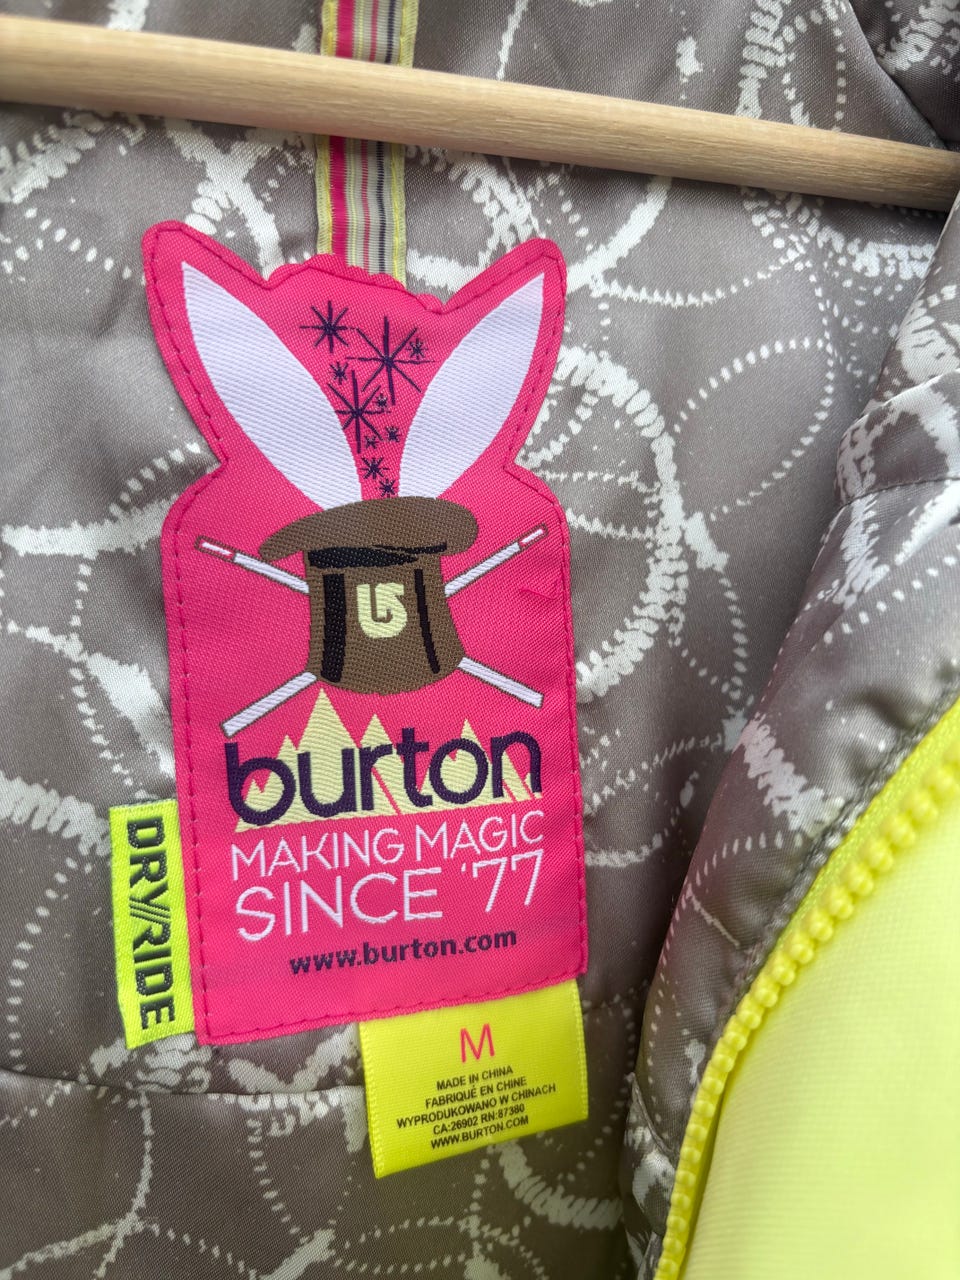 burton
MAKING MAGIC
SINCE '77
www.burton.com
DRY//RIDE
M
MADE IN CHINA
FABRIQUÉ EN CHINE
WYPRODUKOWANO W CHINACH
CA:26902 RN:87380
WWW.BURTON.COM